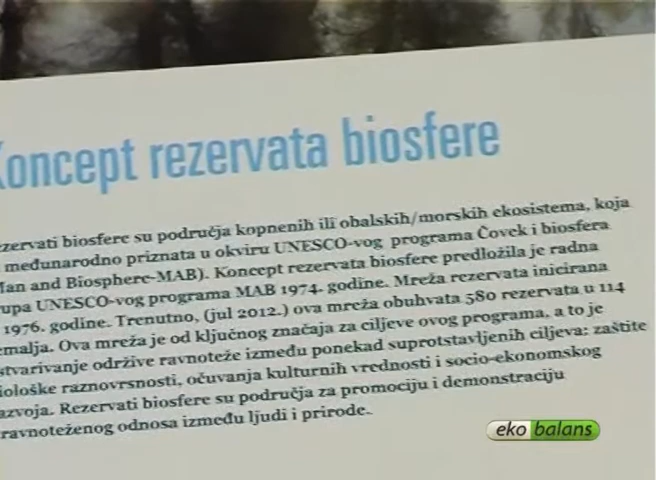 Koncept rezervata biosfere
zervati biosfere su područja kopnenih ili obalskih/morskih ekosistema, koja
međunarodno priznata u okviru UNESCO-vog programa Čovek i biosfera
Man and Biosphere-MAB). Koncept rezervata biosfere predložila je radna
upa UNESCO-vog programa MAB 1974. godine. Mreža rezervata inicirana
1976. godine. Trenutno, (jul 2012.) ova mreža obuhvata 580 rezervata u 114
malja. Ova mreža je od ključnog značaja za ciljeve ovog programa, a to je
stvarivanje održive ravnoteže između ponekad suprotstavljenih ciljeva: zaštite
iološke raznovrsnosti, očuvanja kulturnih vrednosti i socio-ekonomskog
azvoja. Rezervati biosfere su područja za promociju i demonstraciju
ravnoteženog odnosa između ljudi i prirode.
eko balans